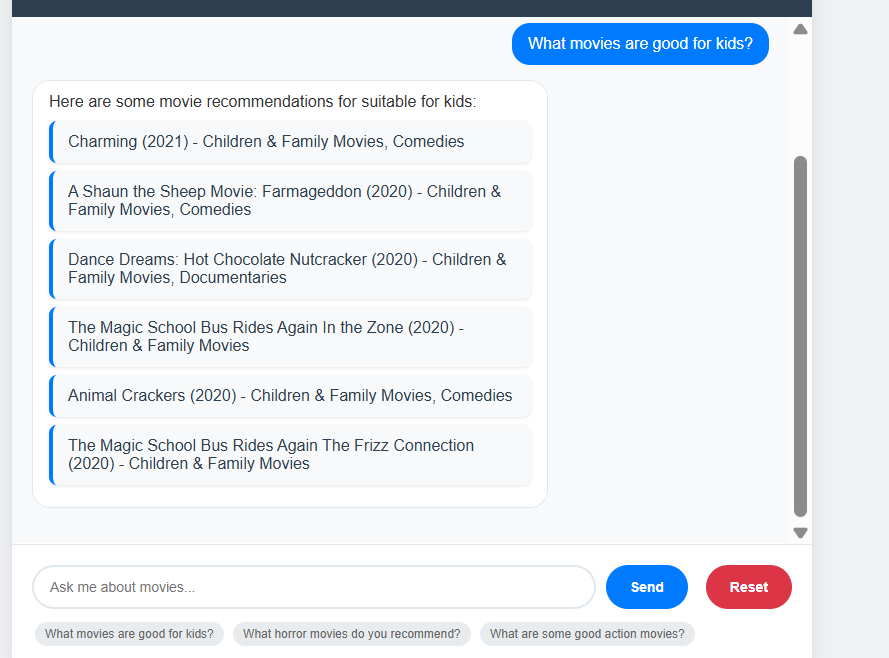 What movies are good for kids?
Here are some movie recommendations for suitable for kids:
Charming (2021) - Children & Family Movies, Comedies
A Shaun the Sheep Movie: Farmageddon (2020) - Children &
Family Movies, Comedies
Dance Dreams: Hot Chocolate Nutcracker (2020) - Children &
Family Movies, Documentaries
The Magic School Bus Rides Again In the Zone (2020) -
Children & Family Movies
Animal Crackers (2020) - Children & Family Movies, Comedies
The Magic School Bus Rides Again The Frizz Connection
(2020) - Children & Family Movies
Ask me about movies...
Send
Reset
What movies are good for kids?
What horror movies do you recommend?
What are some good action movies?